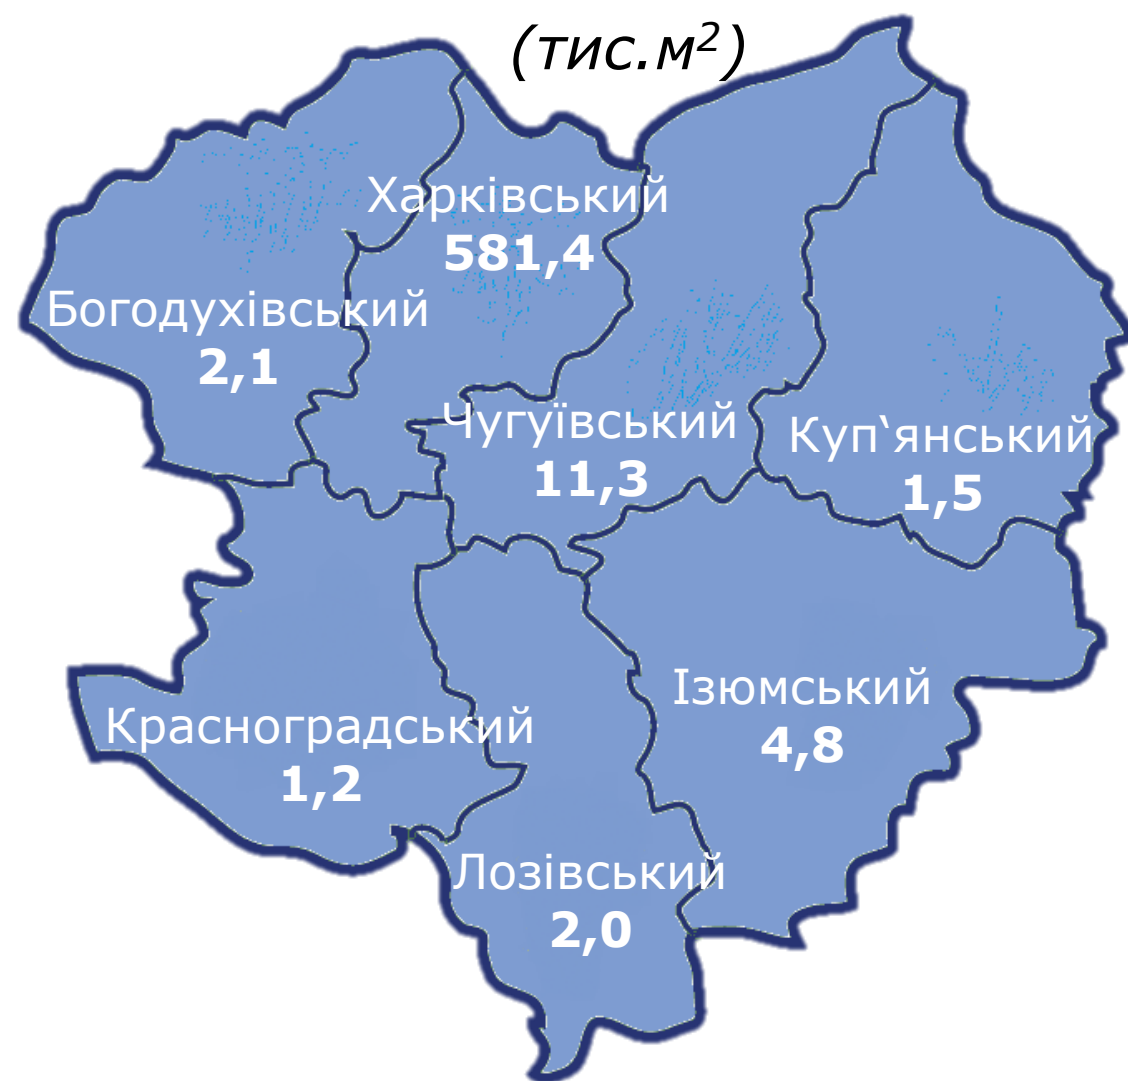 (тис.м²)
Харківський
581,4
Богодухівський
2,1
Чугуївський
11,3
Куп‘янський
1,5
Ізюмський
4,8
Красноградський
1,2
Лозівський
2,0